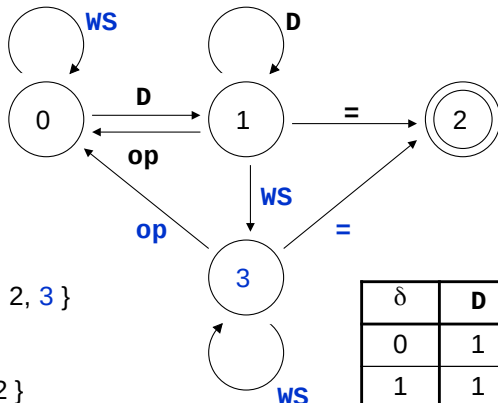 WS
D
D
0
1
=
2
op
WS
op
=
3
2, 3 }
δ D
0 1
1 1
2 }
WS